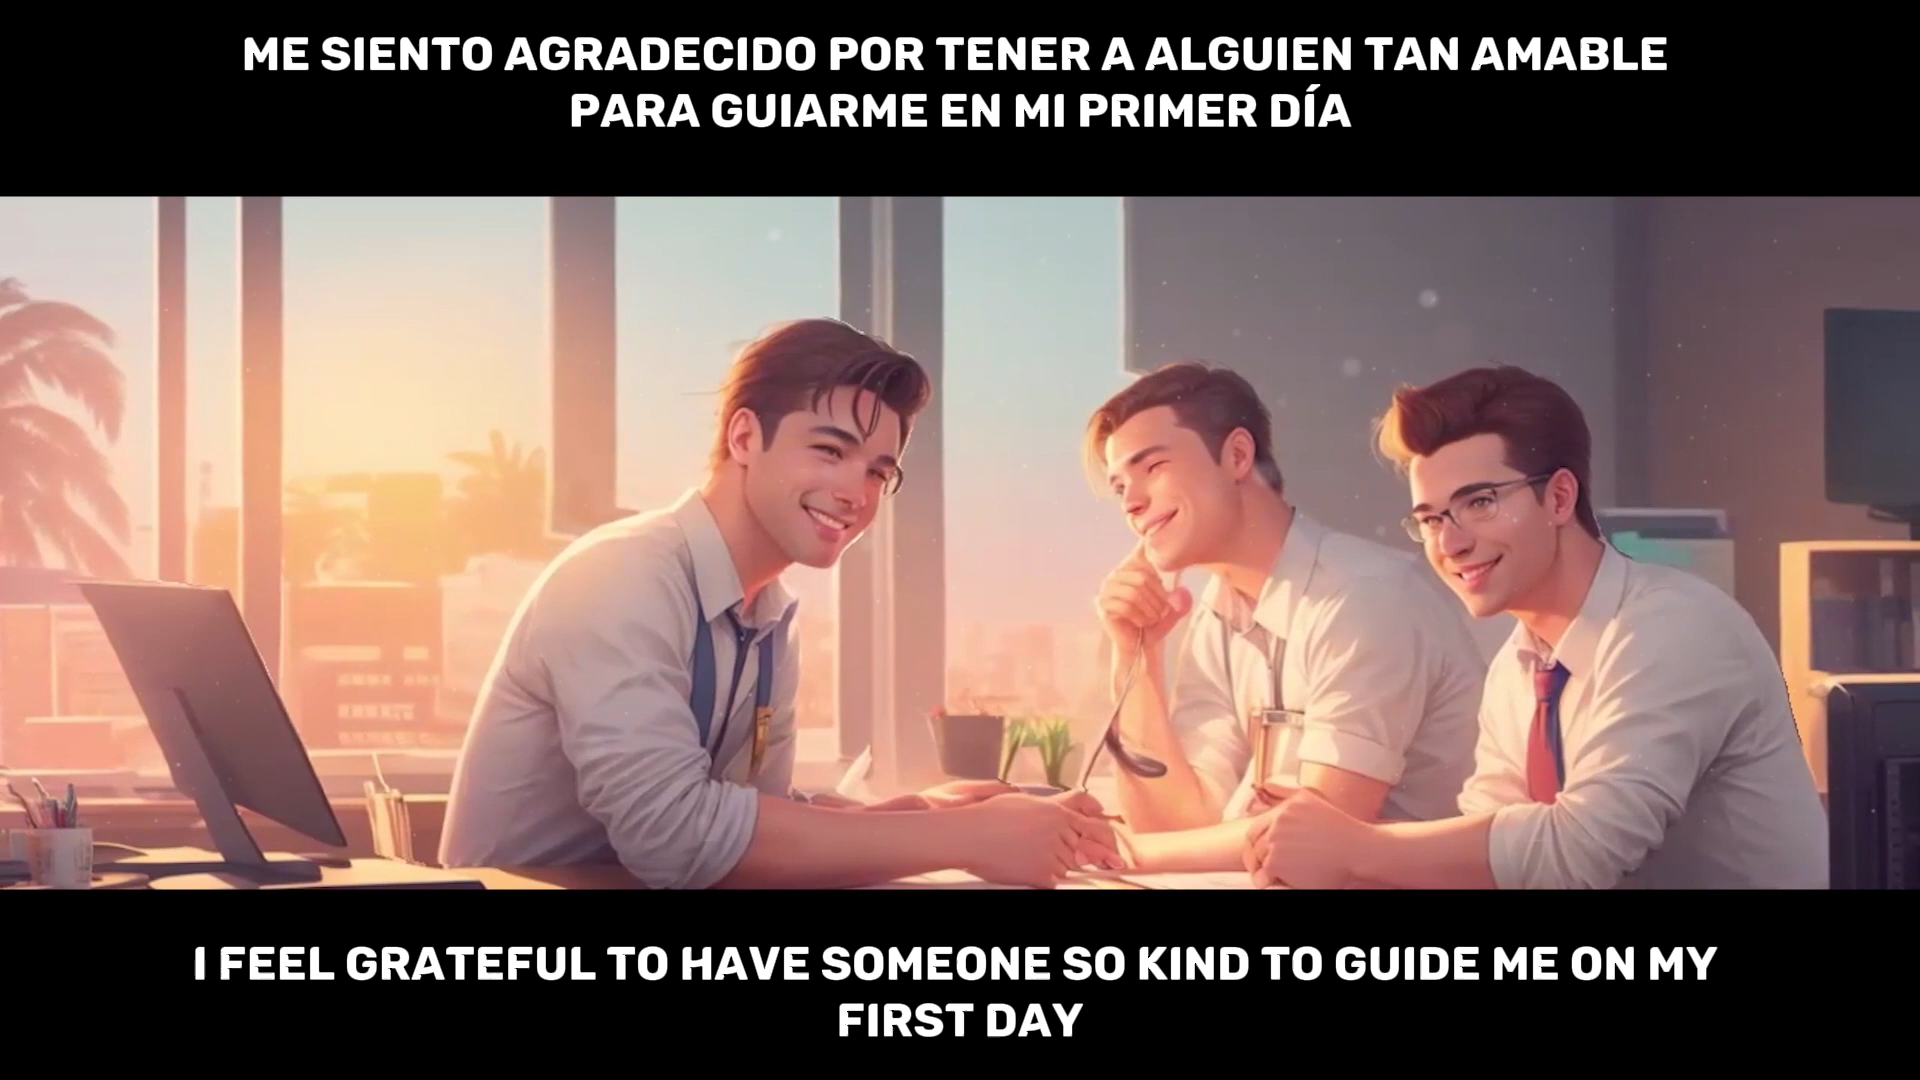 ME SIENTO AGRADECIDO POR TENER A ALGUIEN TAN AMABLE
PARA GUIARME EN MI PRIMER DÍA
I FEEL GRATEFUL TO HAVE SOMEONE SO KIND TO GUIDE ME ON MY
FIRST DAY